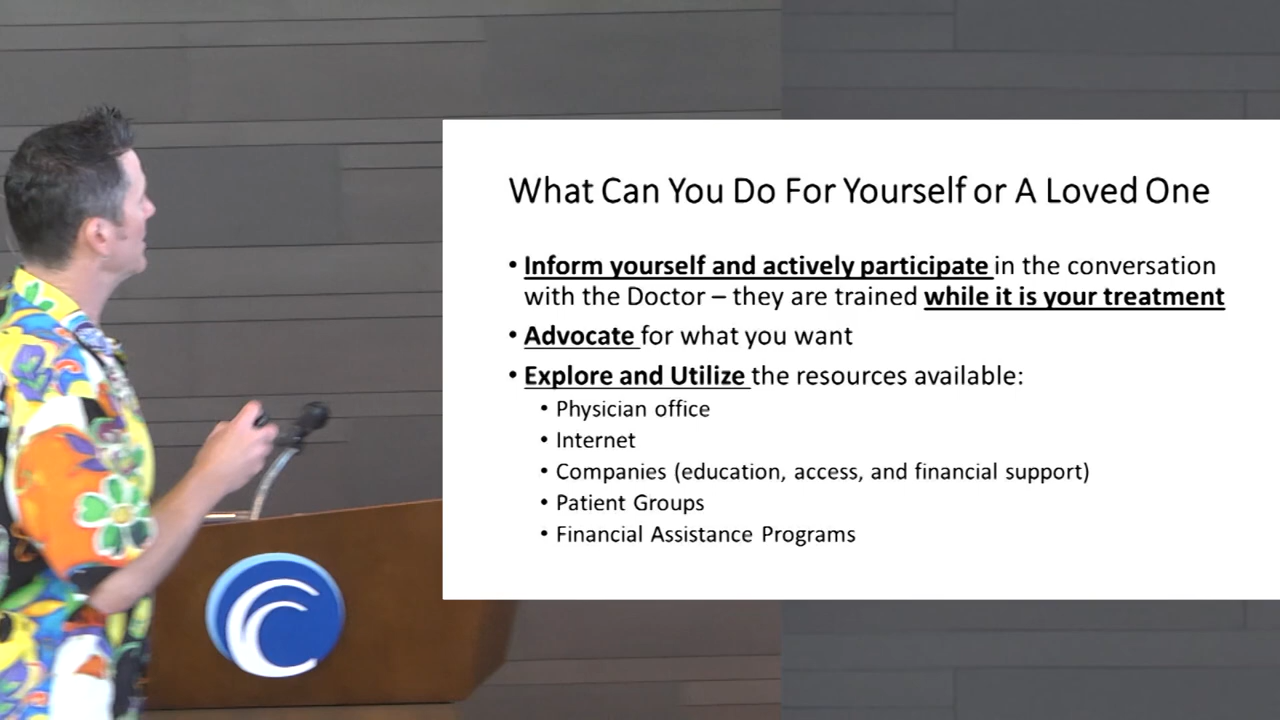 What Can You Do For Yourself or A Loved One
• Inform yourself and actively participate in the conversation
with the Doctor – they are trained while it is your treatment
• Advocate for what you want
• Explore and Utilize the resources available:
• Physician office
• Internet
• Companies (education, access, and financial support)
• Patient Groups
• Financial Assistance Programs